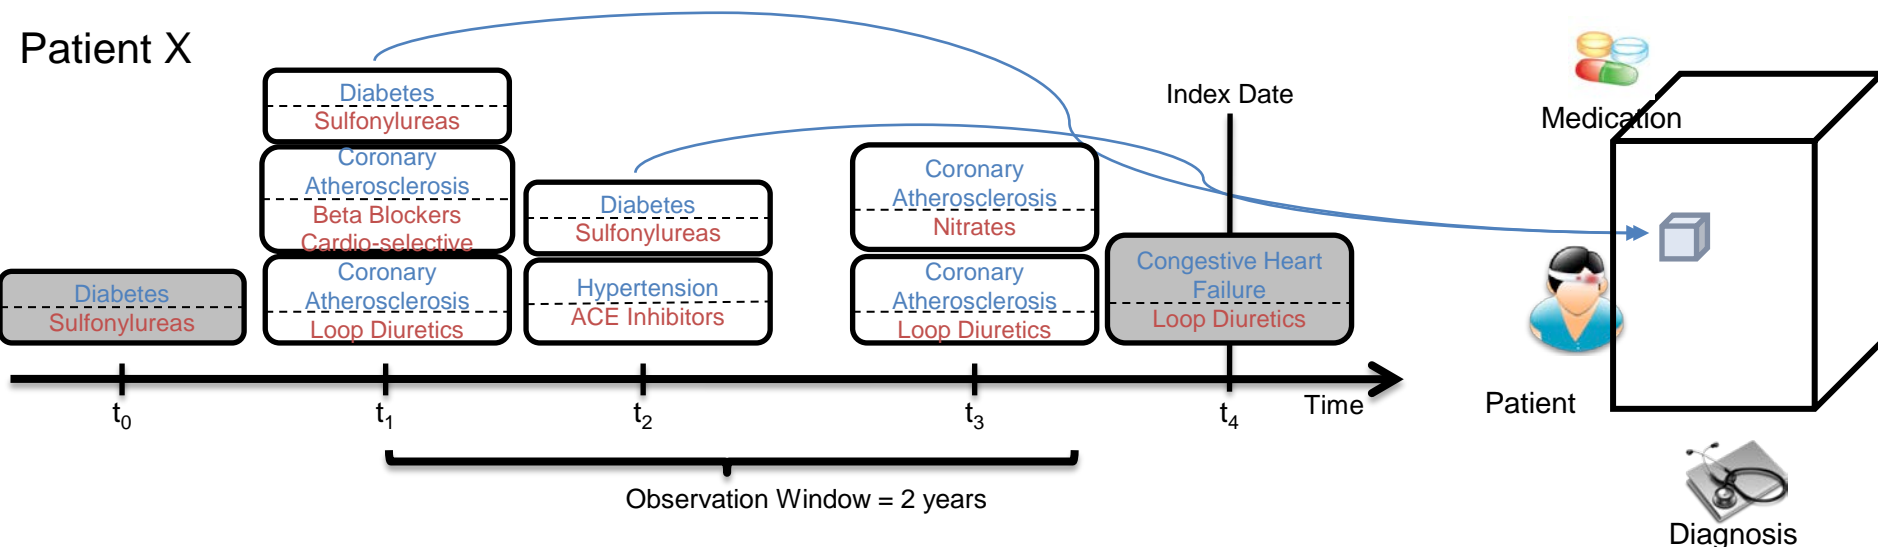 Patient X
Diabetes
Sulfonylureas
Diabetes
Sulfonylureas
Coronary
Atherosclerosis
Beta Blockers
Cardio-selective
Coronary
Atherosclerosis
Loop Diuretics
Diabetes
Sulfonylureas
Hypertension
ACE Inhibitors
Coronary
Atherosclerosis
Nitrates
Coronary
Atherosclerosis
Loop Diuretics
Index Date
Congestive Heart
Failure
Loop Diuretics
t₀
t₁
t₂
t₃
t₄
Time
Observation Window = 2 years
Medication
Patient
Diagnosis